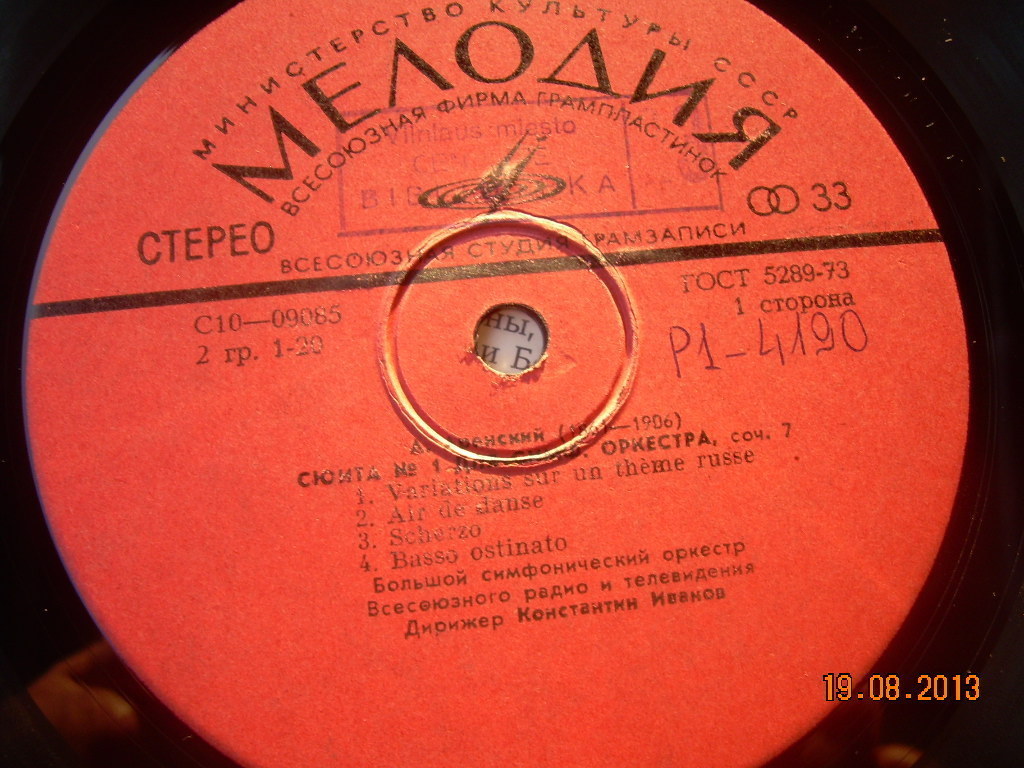 МИНИСТЕРСТВО КУЛЬТУРЫ СССР
МЕЛОДИЯ
ВСЕСОЮЗНАЯ ФИРМА ГРАМПЛАСТИНОК
Vilniaus miesto
СТЕРЕО
33
ВСЕСОЮЗНАЯ СТУДИЯ ГРАМЗАПИСИ
С10—09085
ГОСТ 5289-73
2 гр. 1-20
1 сторона
Р1-4190
ны,
и Б
—1906)
СЮИТА № 1 ОРКЕСТРА, соч. 7
1. Variations sur un thème russe
2. Air de danse
3. Scherzo
4. Basso ostinato
Большой симфонический оркестр
Всесоюзного радио и телевидения
Дирижер Константин Иванов
19.08.2013